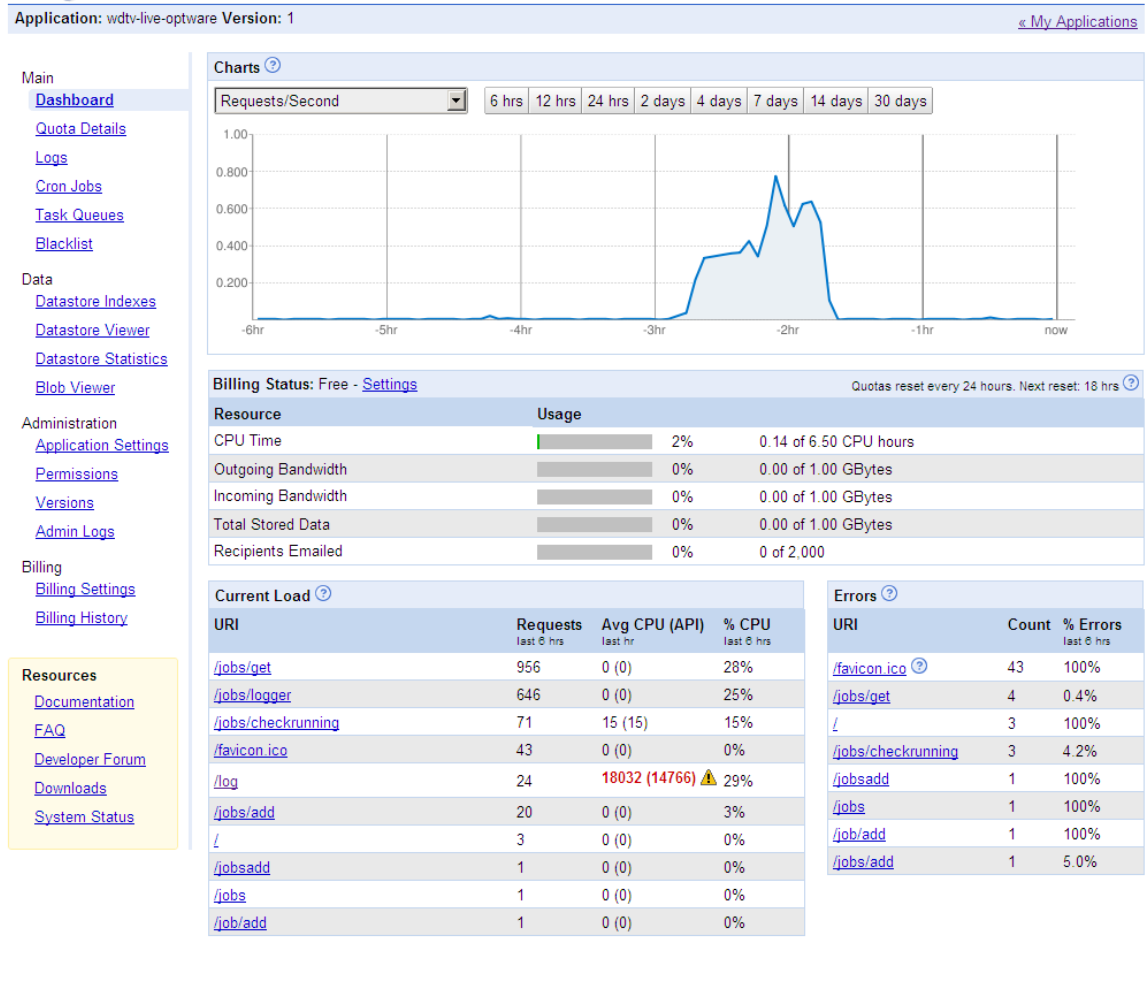 Application: wdtv-live-optware Version: 1
« My Applications
Main
Dashboard
Quota Details
Logs
Cron Jobs
Task Queues
Blacklist
Data
Datastore Indexes
Datastore Viewer
Datastore Statistics
Blob Viewer
Administration
Application Settings
Permissions
Versions
Admin Logs
Billing
Billing Settings
Billing History
Resources
Documentation
FAQ
Developer Forum
Downloads
System Status
Charts ?
Requests/Second 6 hrs 12 hrs 24 hrs 2 days 4 days 7 days 14 days 30 days
1.00
0.800
0.600
0.400
0.200
-6hr -5hr -4hr -3hr -2hr -1hr now
Billing Status: Free - Settings Quotas reset every 24 hours. Next reset: 18 hrs ?
Resource Usage
CPU Time 2% 0.14 of 6.50 CPU hours
Outgoing Bandwidth 0% 0.00 of 1.00 GBytes
Incoming Bandwidth 0% 0.00 of 1.00 GBytes
Total Stored Data 0% 0.00 of 1.00 GBytes
Recipients Emailed 0% 0 of 2,000
Current Load ?
URI Requests Avg CPU (API) % CPU
last 6 hrs last hr last 6 hrs
/jobs/get 956 0 (0) 28%
/jobs/logger 646 0 (0) 25%
/jobs/checkrunning 71 15 (15) 15%
/favicon.ico 43 0 (0) 0%
/log 24 18032 (14766) 29%
/jobs/add 20 0 (0) 3%
/ 3 0 (0) 0%
/jobsadd 1 0 (0) 0%
/jobs 1 0 (0) 0%
/job/add 1 0 (0) 0%
Errors ?
URI Count % Errors
last 6 hrs
/favicon.ico ? 43 100%
/jobs/get 4 0.4%
/ 3 100%
/jobs/checkrunning 3 4.2%
/jobsadd 1 100%
/jobs 1 100%
/job/add 1 100%
/jobs/add 1 5.0%